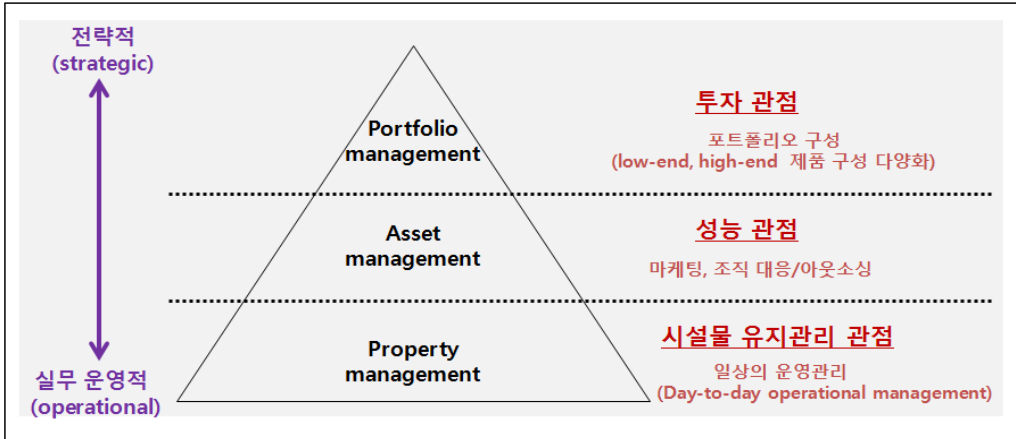 전략적
(strategic)
Portfolio
management
투자 관점
포트폴리오 구성
(low-end, high-end 제품 구성 다양화)
Asset
management
성능 관점
마케팅, 조직 대응/아웃소싱
Property
management
시설물 유지관리 관점
일상의 운영관리
(Day-to-day operational management)
실무 운영적
(operational)